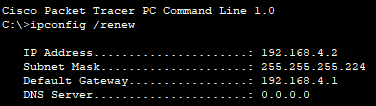 Cisco Packet Tracer PC Command Line 1.0
C:\>ipconfig /renew
IP Address......................: 192.168.4.2
Subnet Mask.....................: 255.255.255.224
Default Gateway.................: 192.168.4.1
DNS Server......................: 0.0.0.0